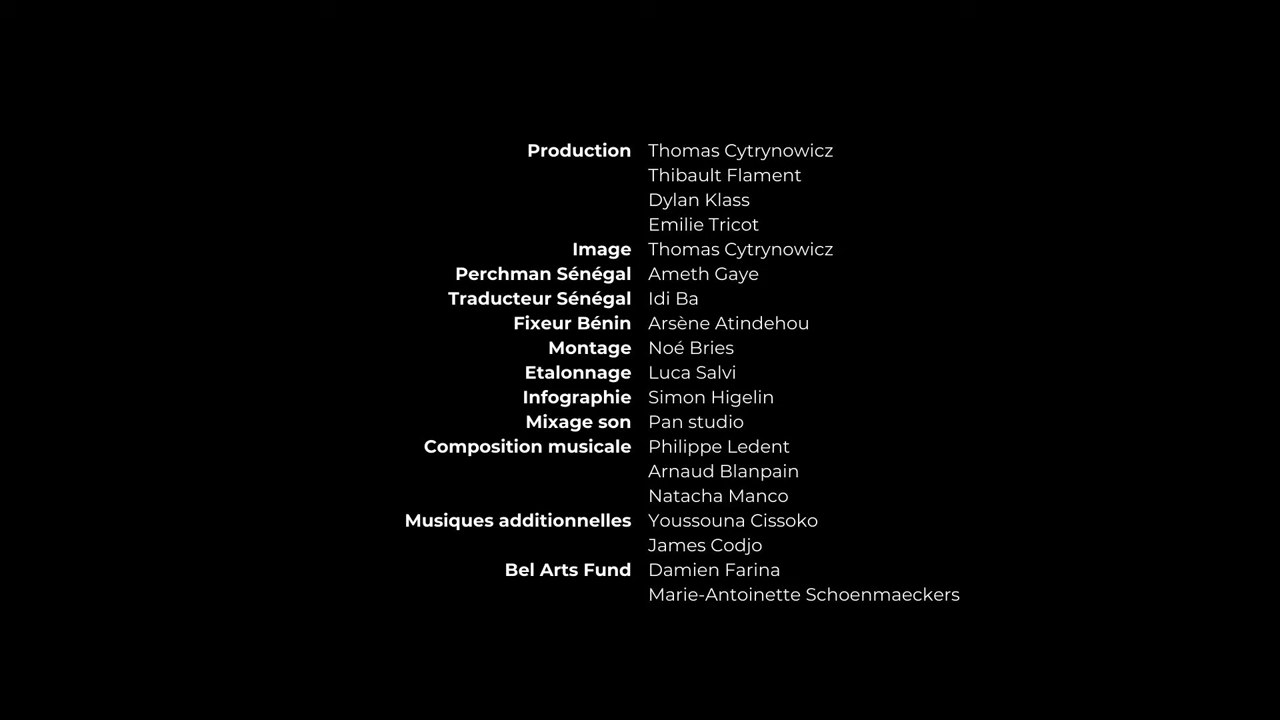 Production Thomas Cytrynowicz
Thibault Flament
Dylan Klass
Emilie Tricot
Image Thomas Cytrynowicz
Perchman Sénégal Ameth Gaye
Traducteur Sénégal Idi Ba
Fixeur Bénin Arsène Atindehou
Montage Noé Bries
Etalonnage Luca Salvi
Infographie Simon Higelin
Mixage son Pan studio
Composition musicale Philippe Ledent
Arnaud Blanpain
Natacha Manco
Musiques additionnelles Youssouna Cissoko
James Codjo
Bel Arts Fund Damien Farina
Marie-Antoinette Schoenmaeckers